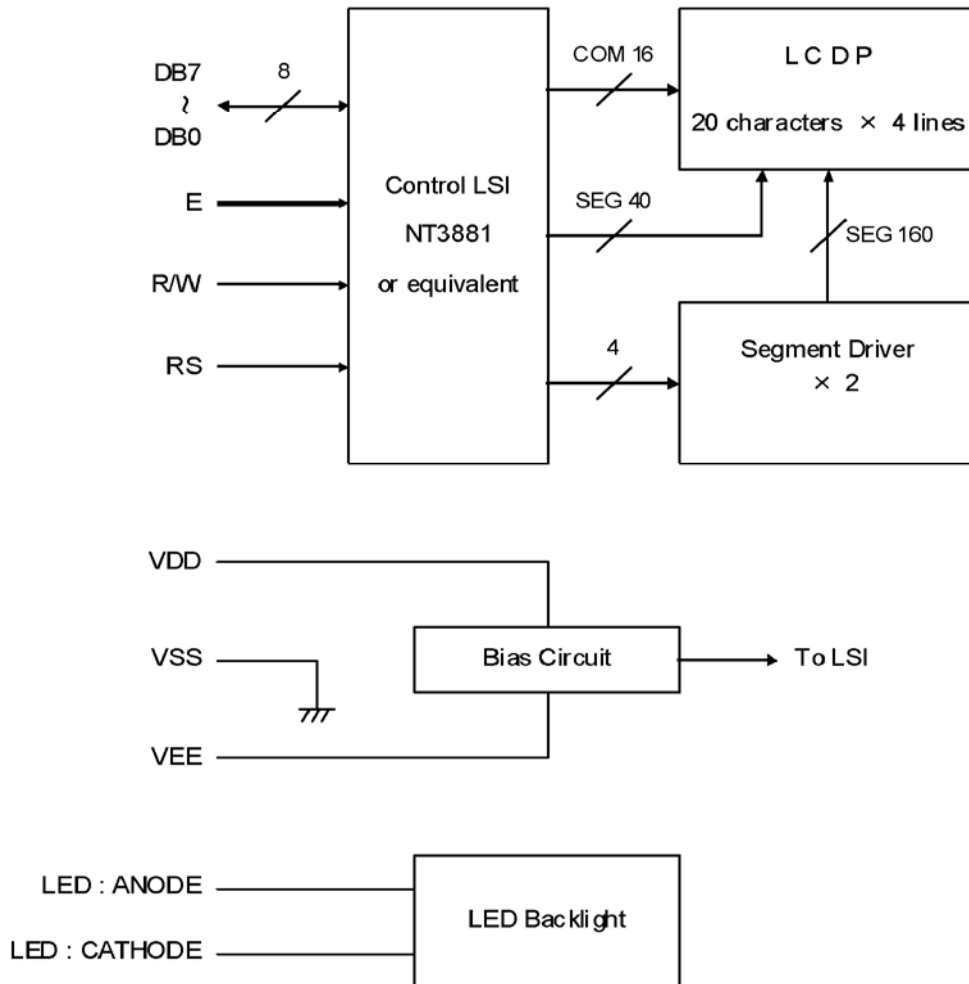 DB7
~
DB0
8
E
R/W
RS
Control LSI
NT3881
or equivalent
COM 16
SEG 40
4
LCDP
20 characters × 4 lines
SEG 160
Segment Driver
× 2
VDD
VSS
VEE
Bias Circuit
To LSI
LED : ANODE
LED : CATHODE
LED Backlight